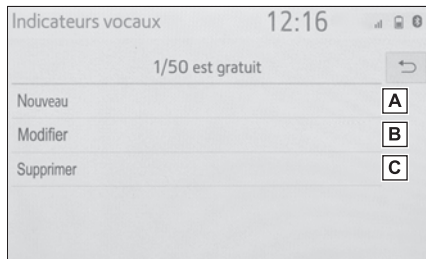 Indicateurs vocaux 12:16
1/50 est gratuit
Nouveau A
Modifier B
Supprimer C